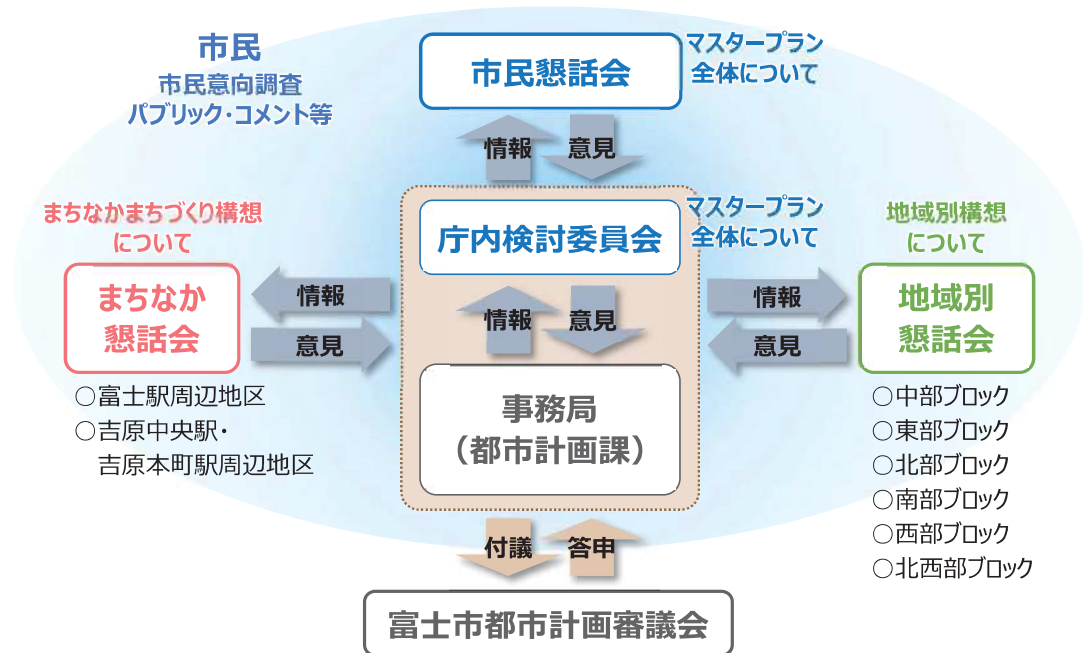 市民
市民意向調査
パブリック・コメント等
市民懇話会
マスタープラン
全体について
情報
意見
まちなかまちづくり構想
について
まちなか
懇話会
○富士駅周辺地区
○吉原中央駅・
吉原本町駅周辺地区
情報
意見
庁内検討委員会
マスタープラン
全体について
情報
意見
事務局
(都市計画課)
情報
意見
地域別構想
について
地域別
懇話会
○中部ブロック
○東部ブロック
○北部ブロック
○南部ブロック
○西部ブロック
○北西部ブロック
付議
答申
富士市都市計画審議会